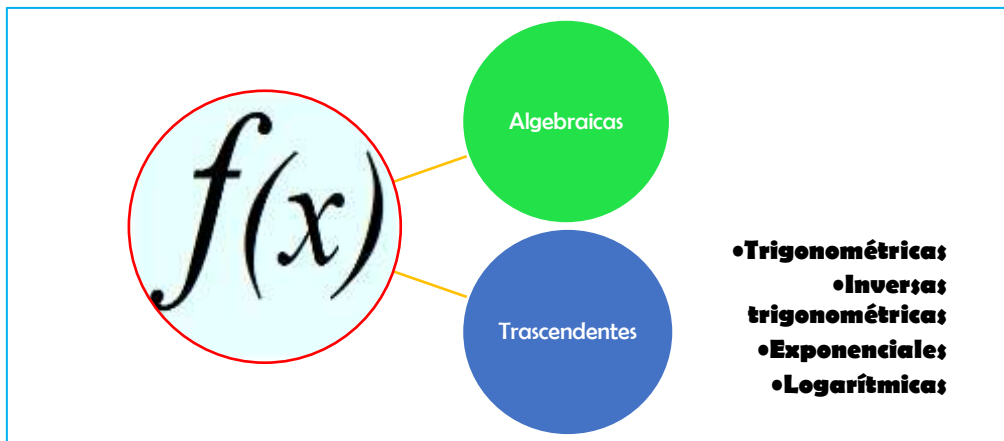 f(x)
Algebraicas
Trascendentes
•Trigonométricas
•Inversas
trigonométricas
•Exponenciales
•Logarítmicas